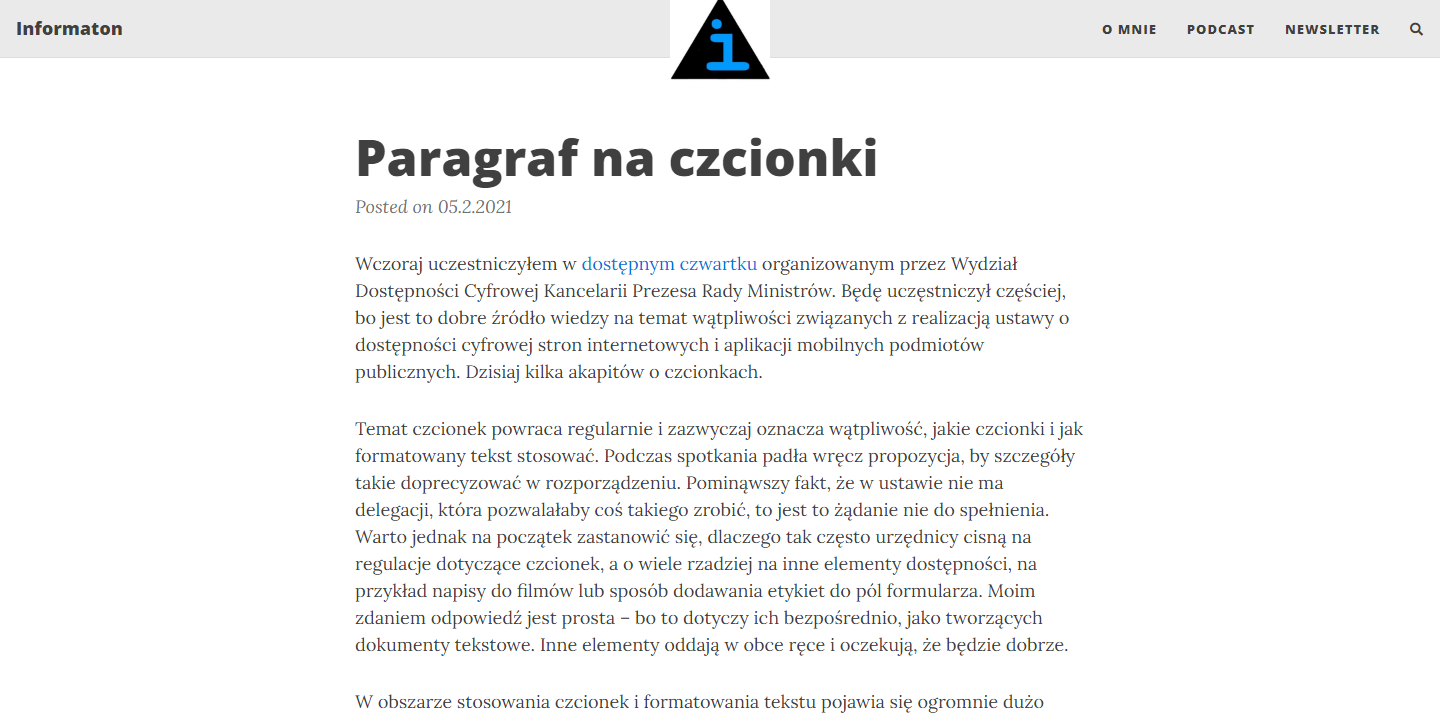 Informaton
i
O MNIE
PODCAST
NEWSLETTER
Paragraf na czcionki
Posted on 05.2.2021
Wczoraj uczestniczyłem w dostępnym czwartku organizowanym przez Wydział
Dostępności Cyfrowej Kancelarii Prezesa Rady Ministrów. Będę uczęstniczył częściej,
bo jest to dobre źródło wiedzy na temat wątpliwości związanych z realizacją ustawy o
dostępności cyfrowej stron internetowych i aplikacji mobilnych podmiotów
publicznych. Dzisiaj kilka akapitów o czcionkach.
Temat czcionek powraca regularnie i zazwyczaj oznacza wątpliwość, jakie czcionki i jak
formatowany tekst stosować. Podczas spotkania padła wręcz propozycja, by szczegóły
takie doprecyzować w rozporządzeniu. Pominąwszy fakt, że w ustawie nie ma
delegacji, która pozwalałaby coś takiego zrobić, to jest to żądanie nie do spełnienia.
Warto jednak na początek zastanowić się, dlaczego tak często urzędnicy cisną na
regulacje dotyczące czcionek, a o wiele rzadziej na inne elementy dostępności, na
przykład napisy do filmów lub sposób dodawania etykiet do pól formularza. Moim
zdaniem odpowiedź jest prosta – bo to dotyczy ich bezpośrednio, jako tworzących
dokumenty tekstowe. Inne elementy oddają w obce ręce i oczekują, że będzie dobrze.
W obszarze stosowania czcionek i formatowania tekstu pojawia się ogromnie dużo